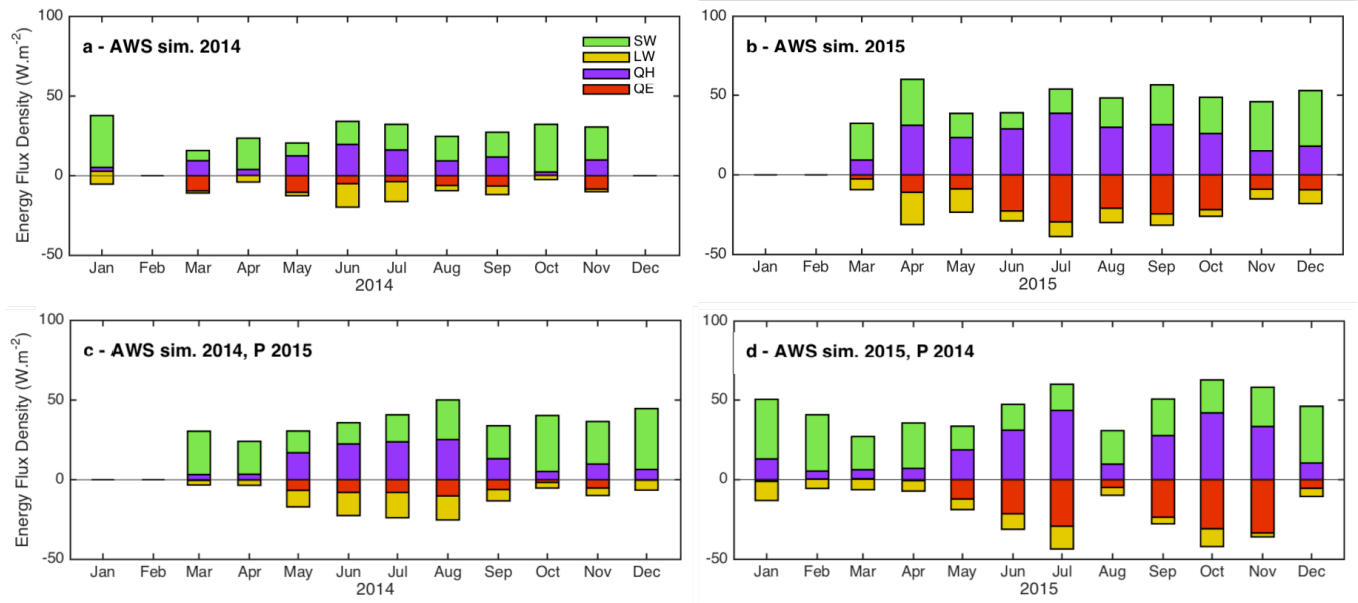 100
50
0
-50
Energy Flux Density (W.m-2)
a - AWS sim. 2014
SW
LW
QH
QE
Jan Feb Mar Apr May Jun Jul Aug Sep Oct Nov Dec
2014
100
50
0
-50
b - AWS sim. 2015
Jan Feb Mar Apr May Jun Jul Aug Sep Oct Nov Dec
2015
100
50
0
-50
Energy Flux Density (W.m-2)
c - AWS sim. 2014, P 2015
Jan Feb Mar Apr May Jun Jul Aug Sep Oct Nov Dec
2014
100
50
0
-50
d - AWS sim. 2015, P 2014
Jan Feb Mar Apr May Jun Jul Aug Sep Oct Nov Dec
2015